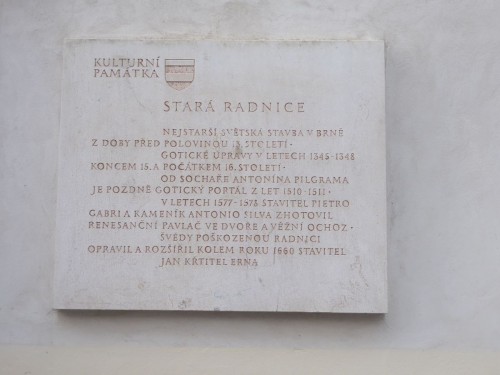 KULTURNÍ
PAMÁTKA
STARÁ RADNICE
NEJSTARŠÍ SVĚTSKÁ STAVBA V BRNĚ
Z DOBY PŘED POLOVINOU 13. STOLETÍ ·
GOTICKÉ ÚPRAVY V LETECH 1343-1348
KONCEM 15. A POČÁTKEM 16. STOLETÍ ·
OD SOCHAŘE ANTONÍNA PILGRAMA
JE POZDNĚ GOTICKÝ PORTÁL Z LET 1510-1511 ·
V LETECH 1577-1578 STAVITEL PIETRO
GABRI A KAMENÍK ANTONIO SILVA ZHOTOVIL
RENESANČNÍ PAVLAČ VE DVOŘE A VĚŽNÍ OCHOZ ·
ŠVÉDY POŠKOZENOU RADNICI
OPRAVIL A ROZŠÍŘIL KOLEM ROKU 1660 STAVITEL
JAN KŘTITEL ERNA